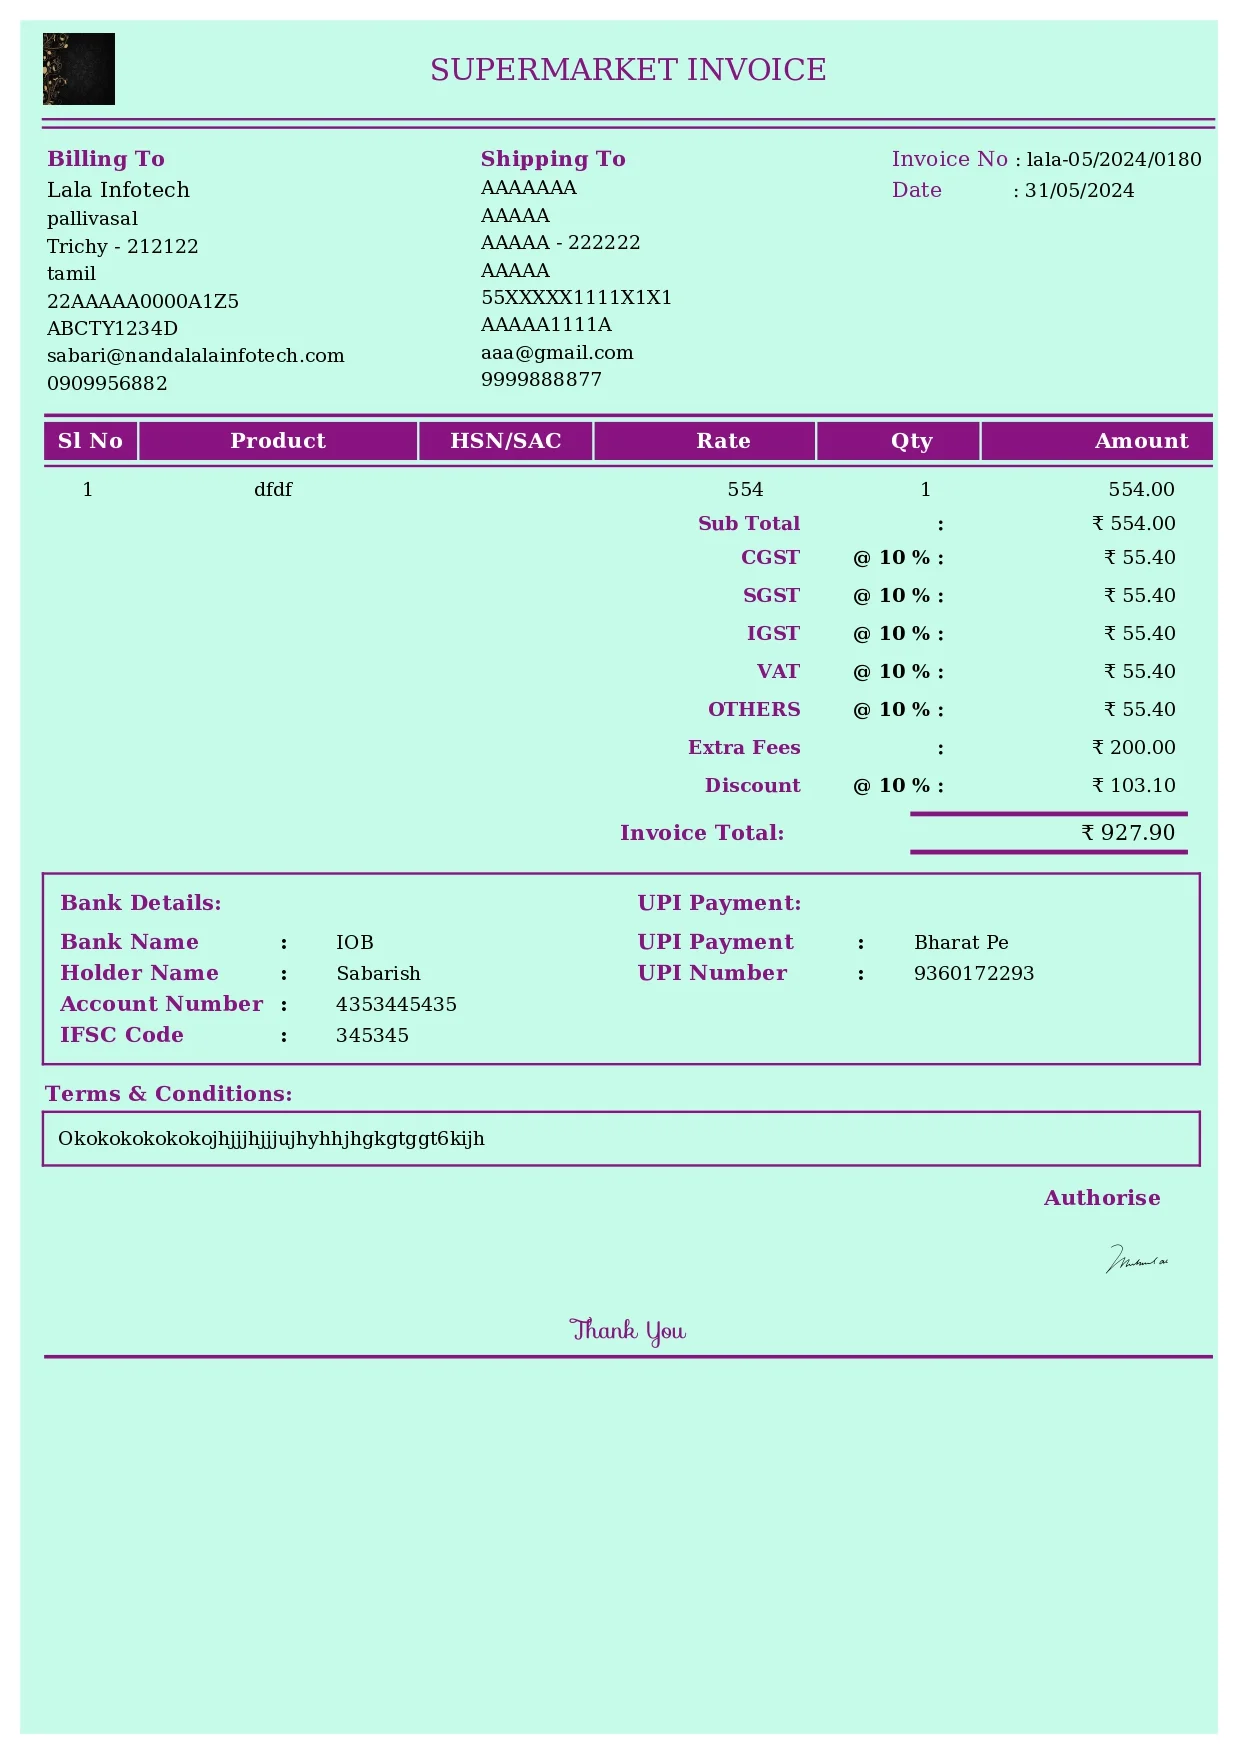 SUPERMARKET INVOICE
Billing To
Lala Infotech
pallivasal
Trichy - 212122
tamil
22AAAAA0000A1Z5
ABCTY1234D
sabari@nandalalainfotech.com
0909956882
Shipping To
AAAAAAA
AAAAA
AAAAA - 222222
AAAAA
55XXXXX1111X1X1
AAAAA1111A
aaa@gmail.com
9999888877
Invoice No : lala-05/2024/0180
Date : 31/05/2024
Sl No Product HSN/SAC Rate Qty Amount
1 dfdf 554 1 554.00
Sub Total : ₹ 554.00
CGST @ 10 % : ₹ 55.40
SGST @ 10 % : ₹ 55.40
IGST @ 10 % : ₹ 55.40
VAT @ 10 % : ₹ 55.40
OTHERS @ 10 % : ₹ 55.40
Extra Fees : ₹ 200.00
Discount @ 10 % : ₹ 103.10
Invoice Total: ₹ 927.90
Bank Details:
Bank Name : IOB
Holder Name : Sabarish
Account Number : 4353445435
IFSC Code : 345345
UPI Payment:
UPI Payment : Bharat Pe
UPI Number : 9360172293
Terms & Conditions:
Okokokokokokojhjjjhjjjujhyhhjhgkgtggt6kijh
Authorise
Thank You